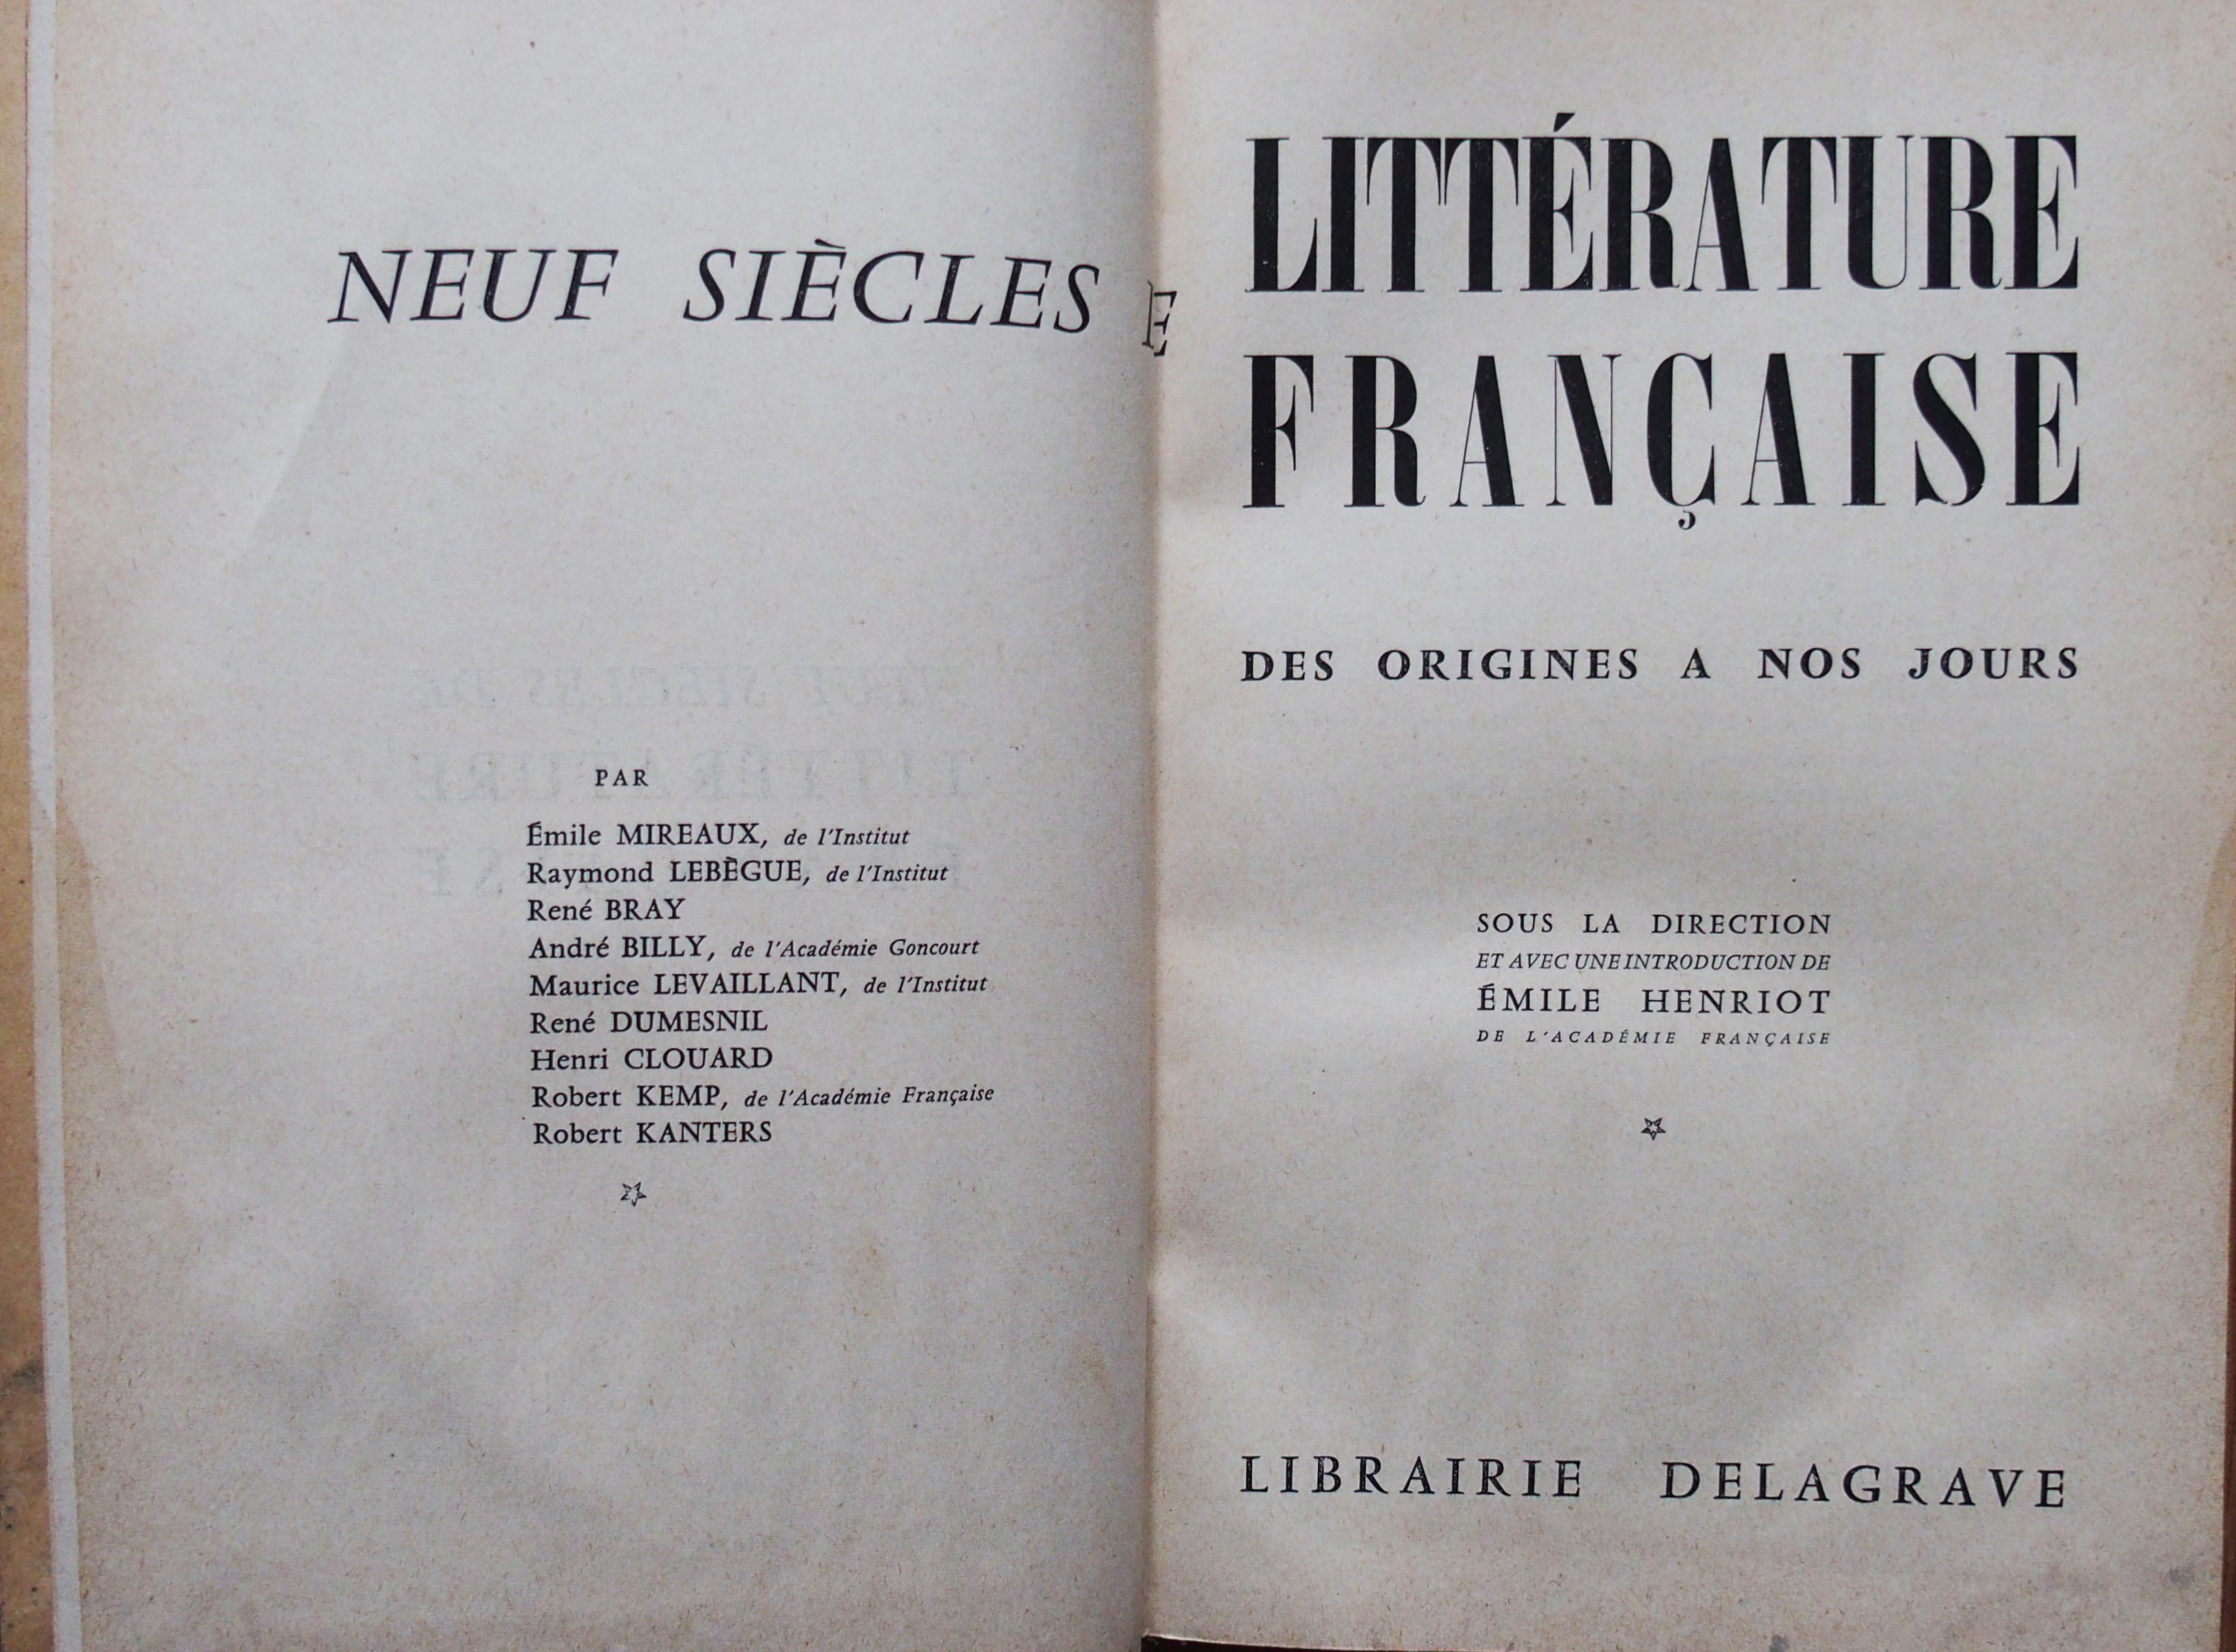 NEUF SIÈCLES E
PAR
Émile MIREAUX, de l'Institut
Raymond LEBÈGUE, de l'Institut
René BRAY
André BILLY, de l'Académie Goncourt
Maurice LEVAILLANT, de l'Institut
René DUMESNIL
Henri CLOUARD
Robert KEMP, de l'Académie Française
Robert KANTERS
LITTÉRATURE
FRANÇAISE
DES ORIGINES A NOS JOURS
SOUS LA DIRECTION
ET AVEC UNE INTRODUCTION DE
ÉMILE HENRIOT
DE L'ACADÉMIE FRANÇAISE
LIBRAIRIE DELAGRAVE